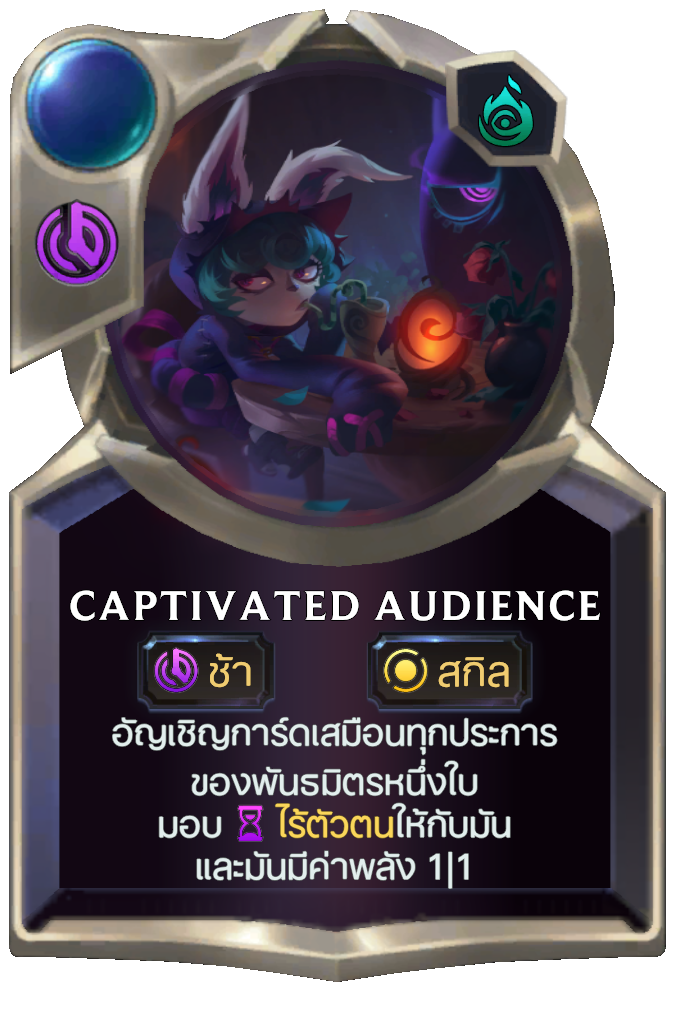 CAPTIVATED AUDIENCE
ช้า สกิล
อัญเชิญการ์ดเสมือนทุกประการ
ของพันธมิตรหนึ่งใบ
มอบ ไร้ตัวตนให้กับมัน
และมันมีค่าพลัง 1|1